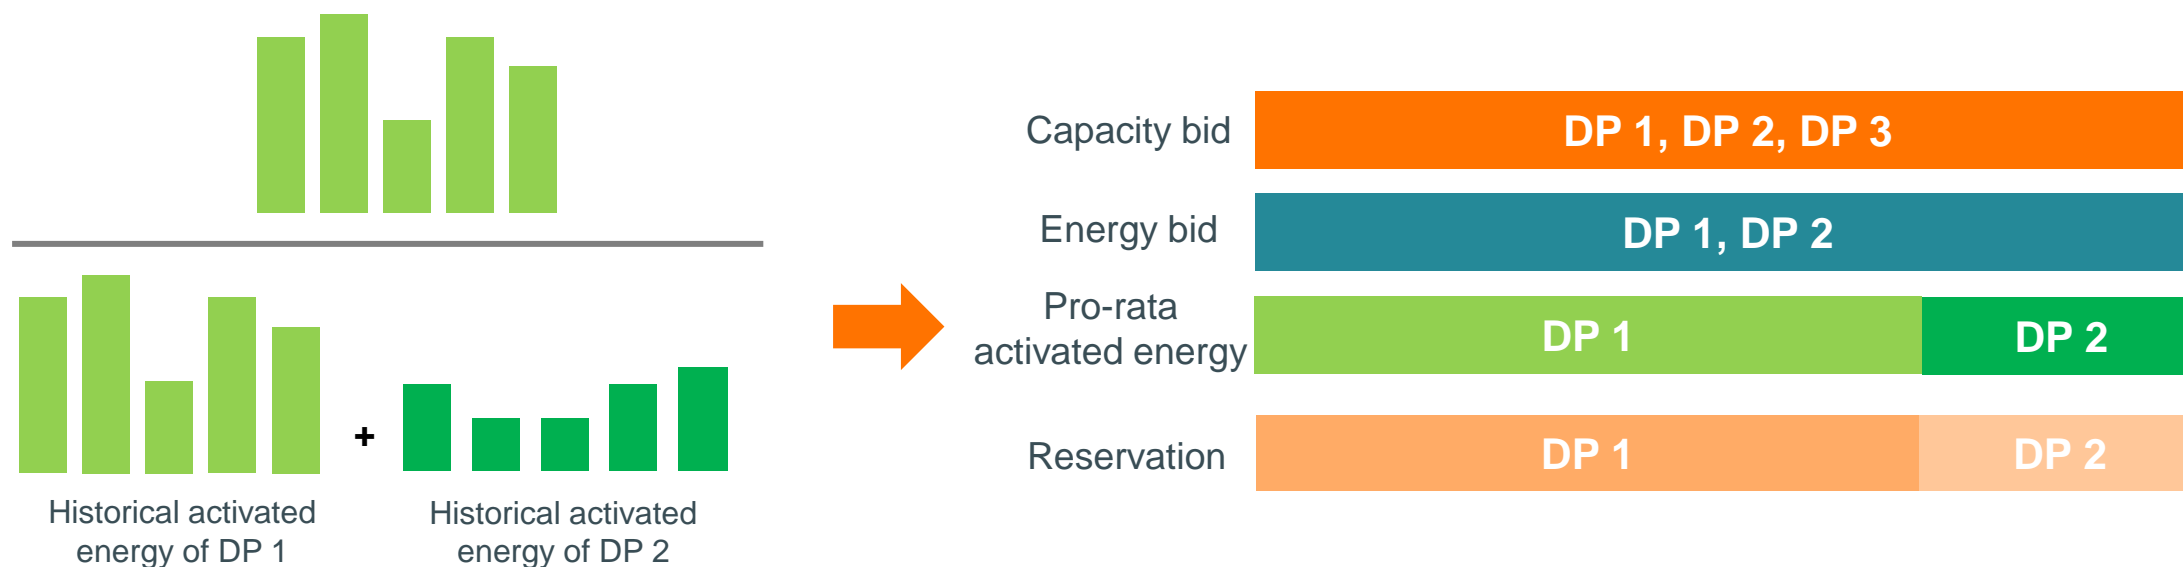 +
Historical activated
energy of DP 1
Historical activated
energy of DP 2
Capacity bid
DP 1, DP 2, DP 3
Energy bid
DP 1, DP 2
Pro-rata
activated energy
DP 1
DP 2
Reservation
DP 1
DP 2